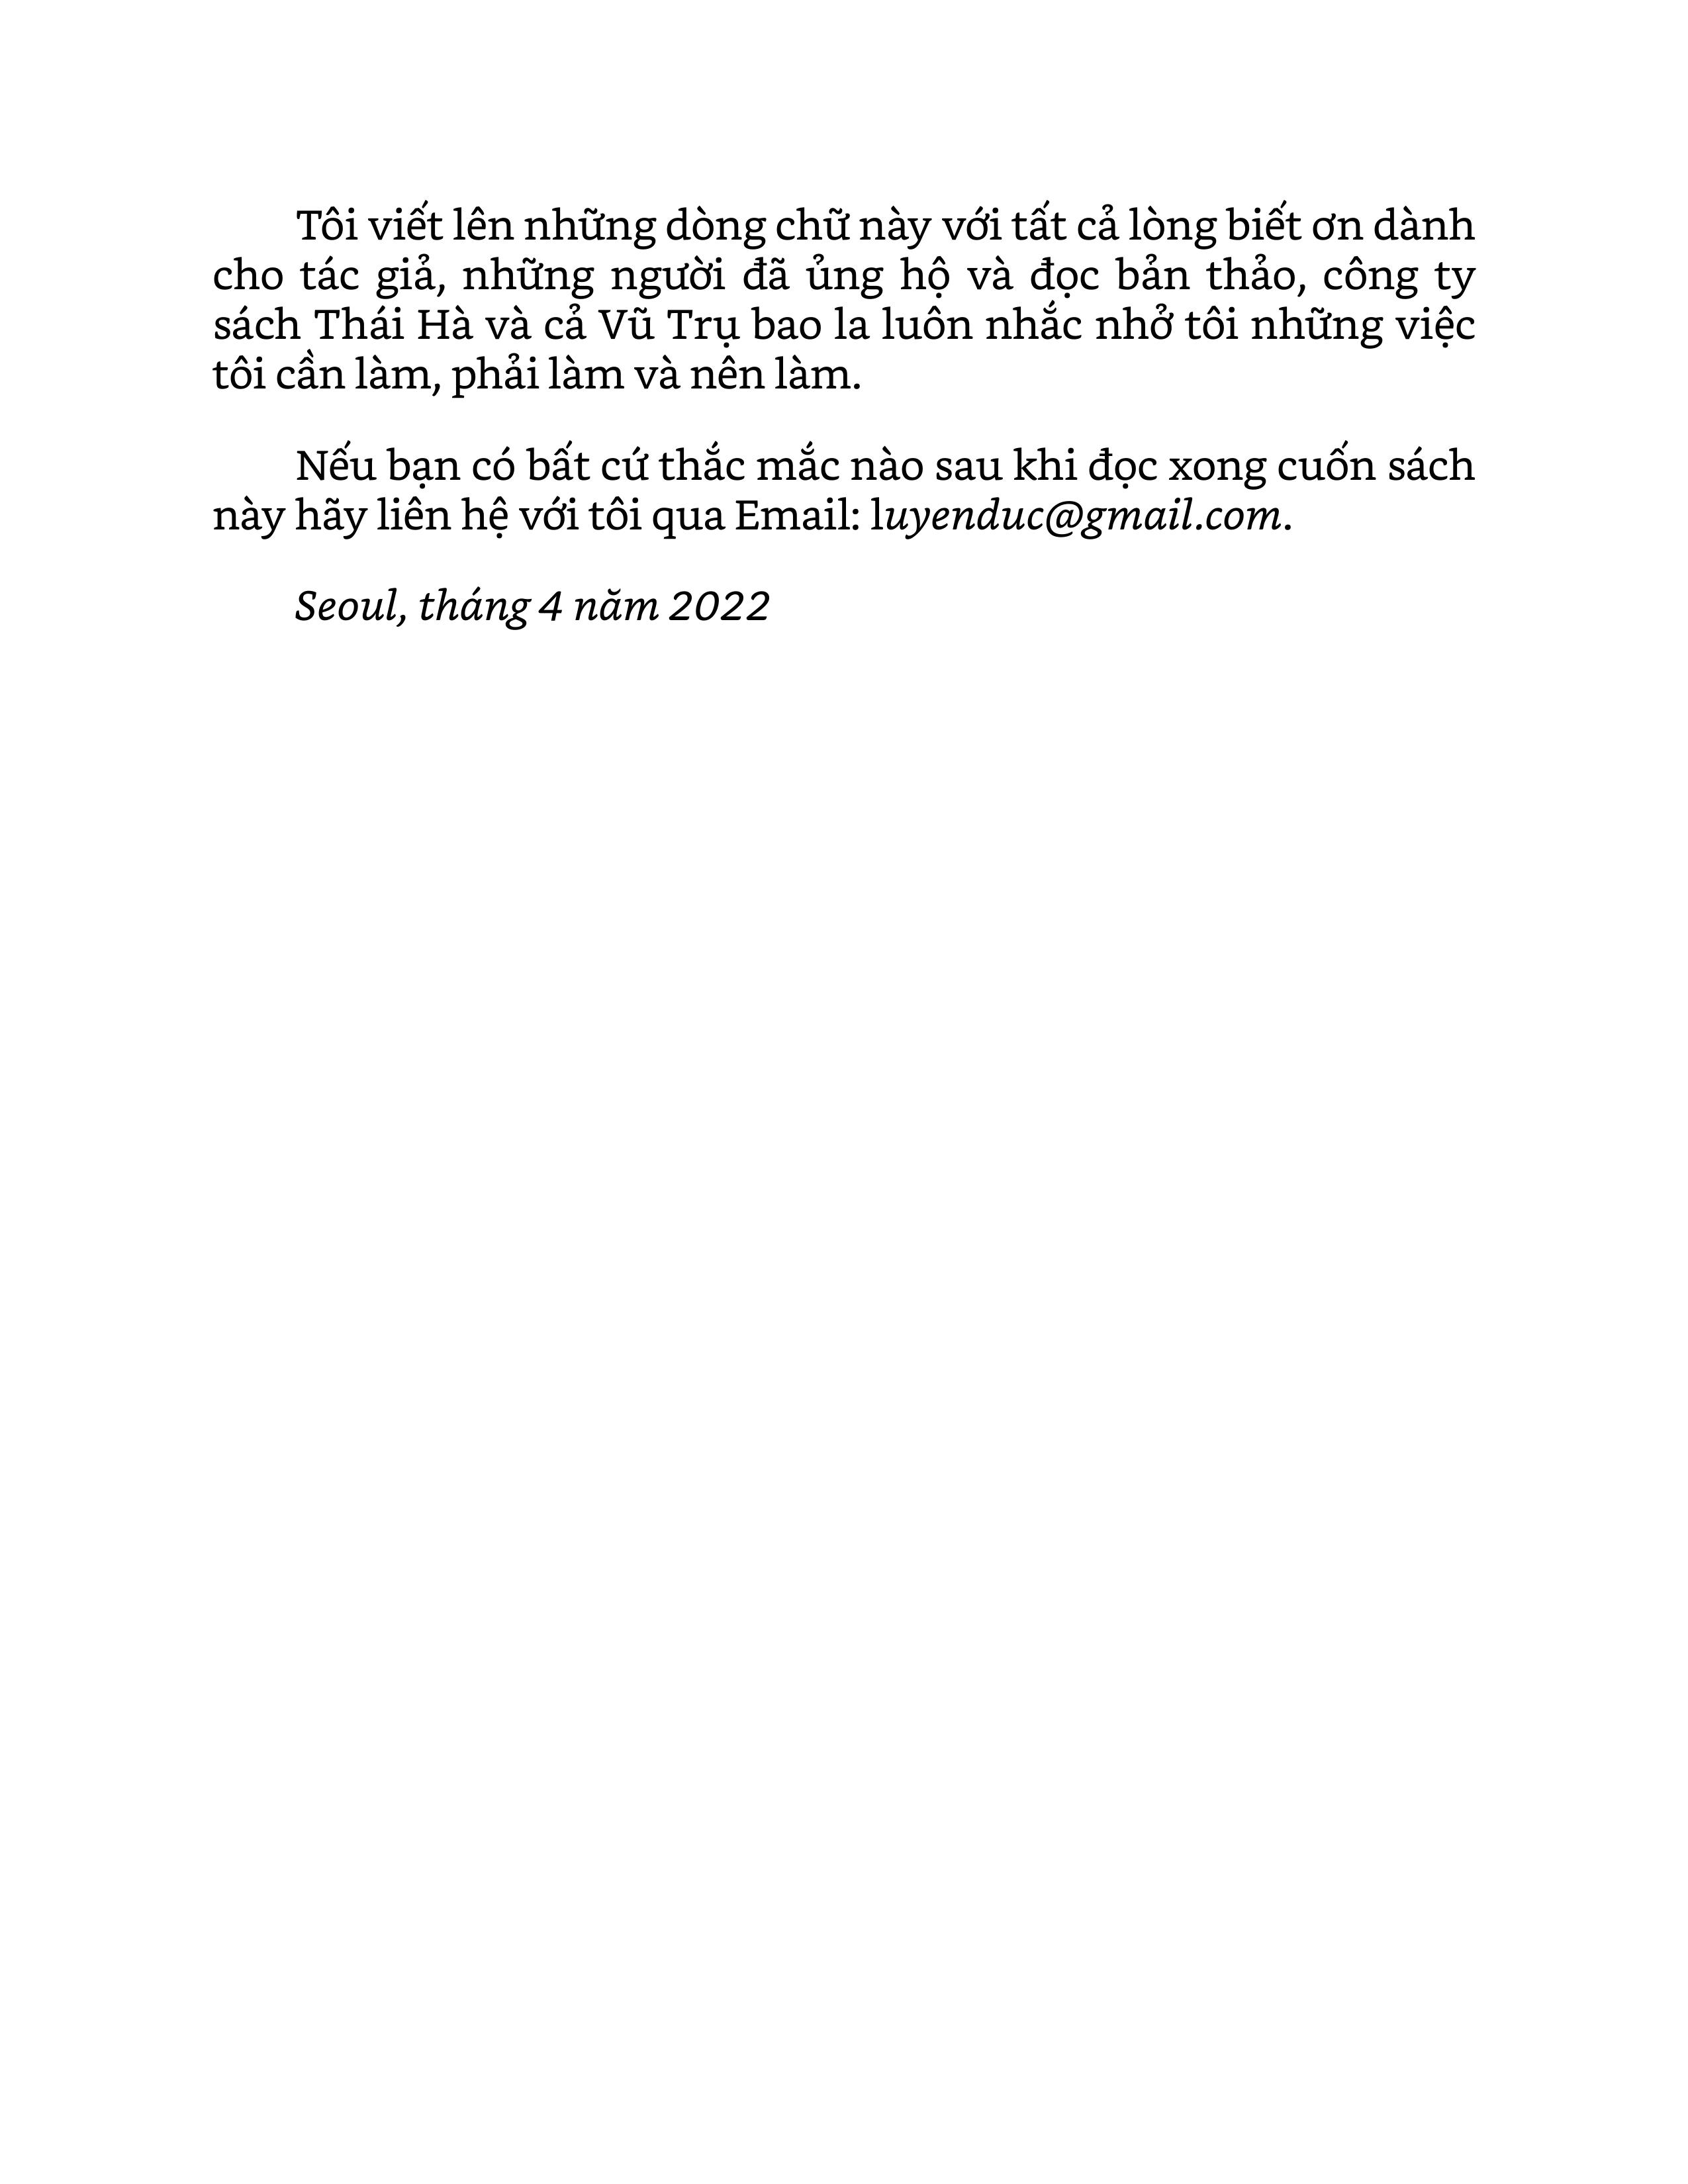 Tôi viết lên những dòng chữ này với tất cả lòng biết ơn dành
cho tác giả, những người đã ủng hộ và đọc bản thảo, công ty
sách Thái Hà và cả Vũ Trụ bao la luôn nhắc nhở tôi những việc
tôi cần làm, phải làm và nên làm.
Nếu bạn có bất cứ thắc mắc nào sau khi đọc xong cuốn sách
này hãy liên hệ với tôi qua Email: luyenduc@gmail.com.
Seoul, tháng 4 năm 2022